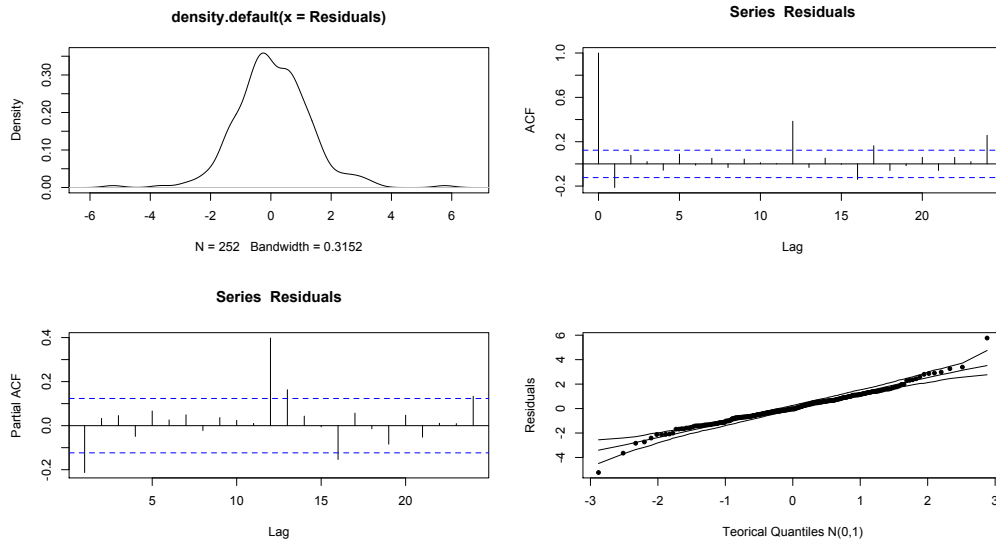 density.default(x = Residuals)
Density
0.00 0.10 0.20 0.30
-6 -4 -2 0 2 4 6
N = 252 Bandwidth = 0.3152
Series Residuals
ACF
-0.2 0.2 0.6 1.0
0 5 10 15 20
Lag
Series Residuals
Partial ACF
-0.2 0.0 0.2 0.4
5 10 15 20
Lag
Residuals
-4 -2 0 2 4 6
-3 -2 -1 0 1 2 3
Teorical Quantiles N(0,1)